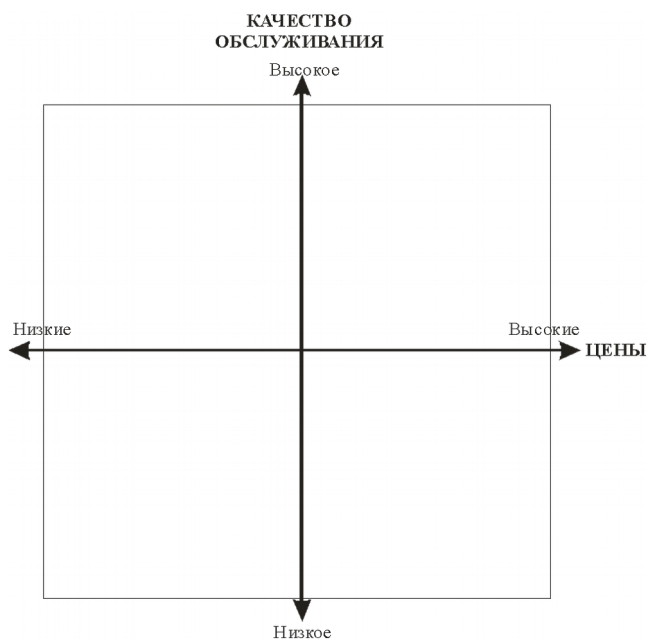 КАЧЕСТВО
ОБСЛУЖИВАНИЯ
Высокое
Низкие
Высокие
ЦЕНЫ
Низкое